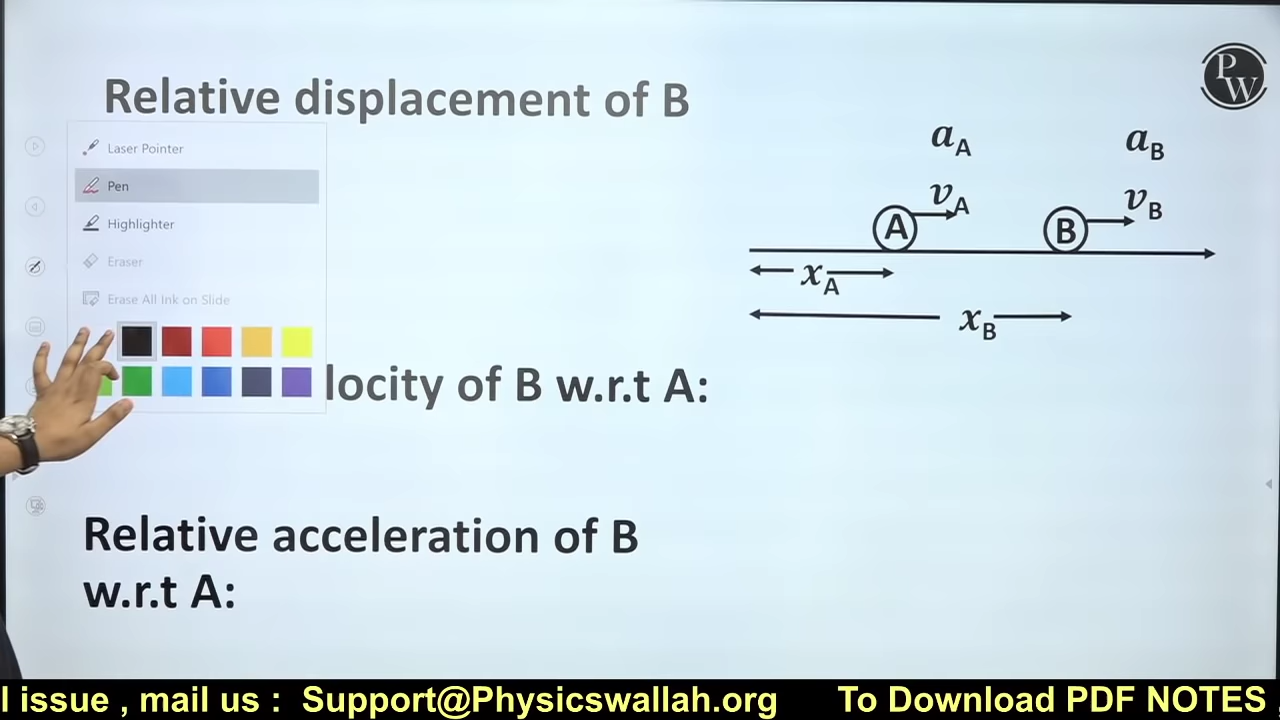 Relative displacement of B
Laser Pointer
Pen
Highlighter
Eraser
Erase All Ink on Slide
locity of B w.r.t A:
Relative acceleration of B
w.r.t A:
P
W
a_A
a_B
v_A
v_B
A
B
x_A
x_B
l issue , mail us : Support@Physicswallah.org To Download PDF NOTES ,